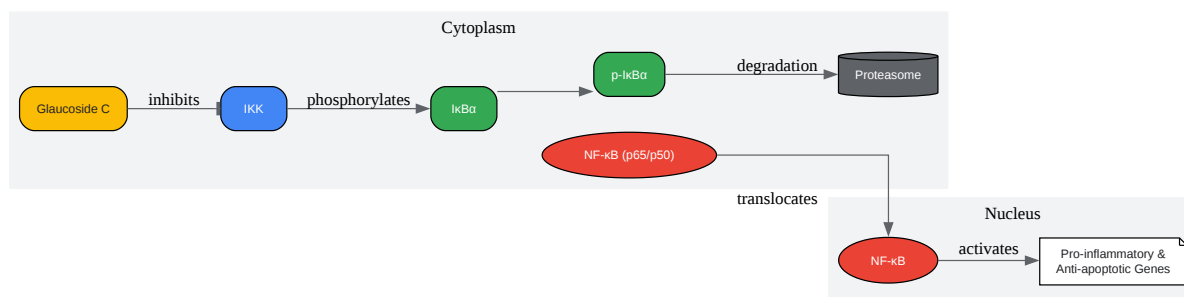 Cytoplasm
Glaucoside C
inhibits
IKK
phosphorylates
IκBα
p-IκBα
degradation
Proteasome
NF-κB (p65/p50)
translocates
Nucleus
NF-κB
activates
Pro-inflammatory &
Anti-apoptotic Genes